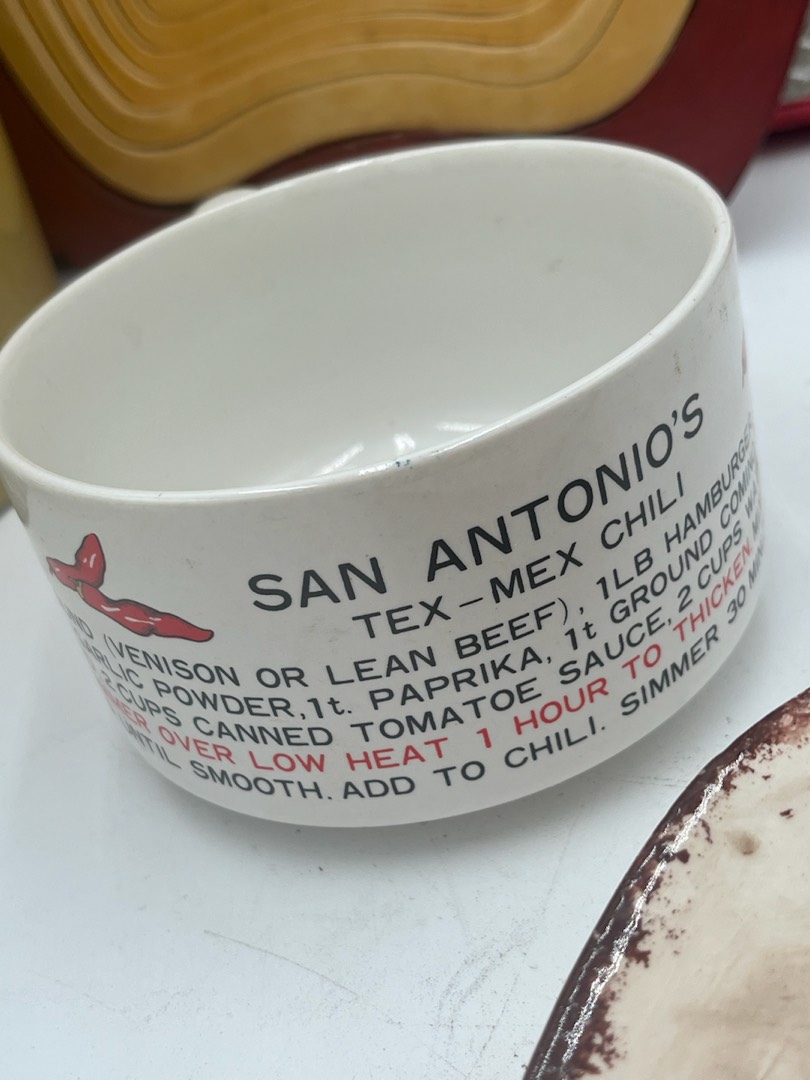 SAN ANTONIO'S
TEX-MEX CHILI
(VENISON OR LEAN BEEF), 1LB HAMBURGER
POWDER, 1t. PAPRIKA, 1t GROUND
2 CUPS CANNED TOMATOE SAUCE, 2 CUPS
OVER LOW HEAT 1 HOUR TO THICKEN.
UNTIL SMOOTH. ADD TO CHILI. SIMMER 30